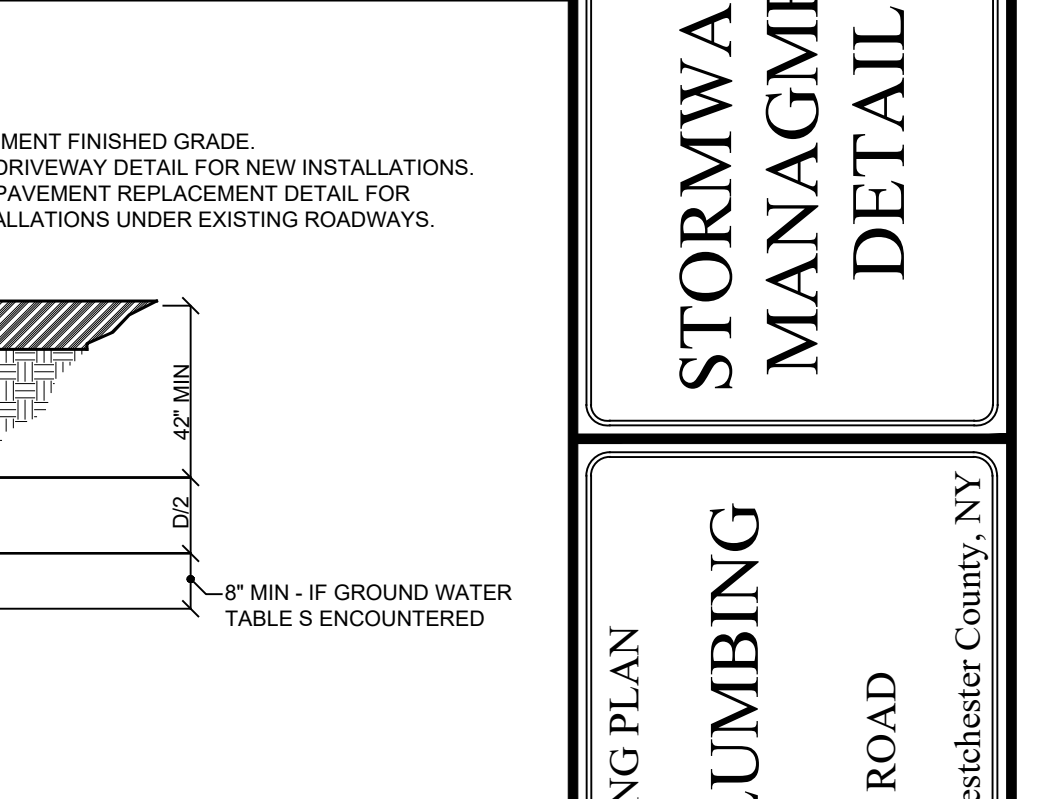 MENT FINISHED GRADE.
DRIVEWAY DETAIL FOR NEW INSTALLATIONS.
PAVEMENT REPLACEMENT DETAIL FOR
ALLATIONS UNDER EXISTING ROADWAYS.
42" MIN
D/2
8" MIN - IF GROUND WATER
TABLE S ENCOUNTERED
STORMWA
MANAGME
DETAIL
NG PLAN
LUMBING
ROAD
estchester County, NY